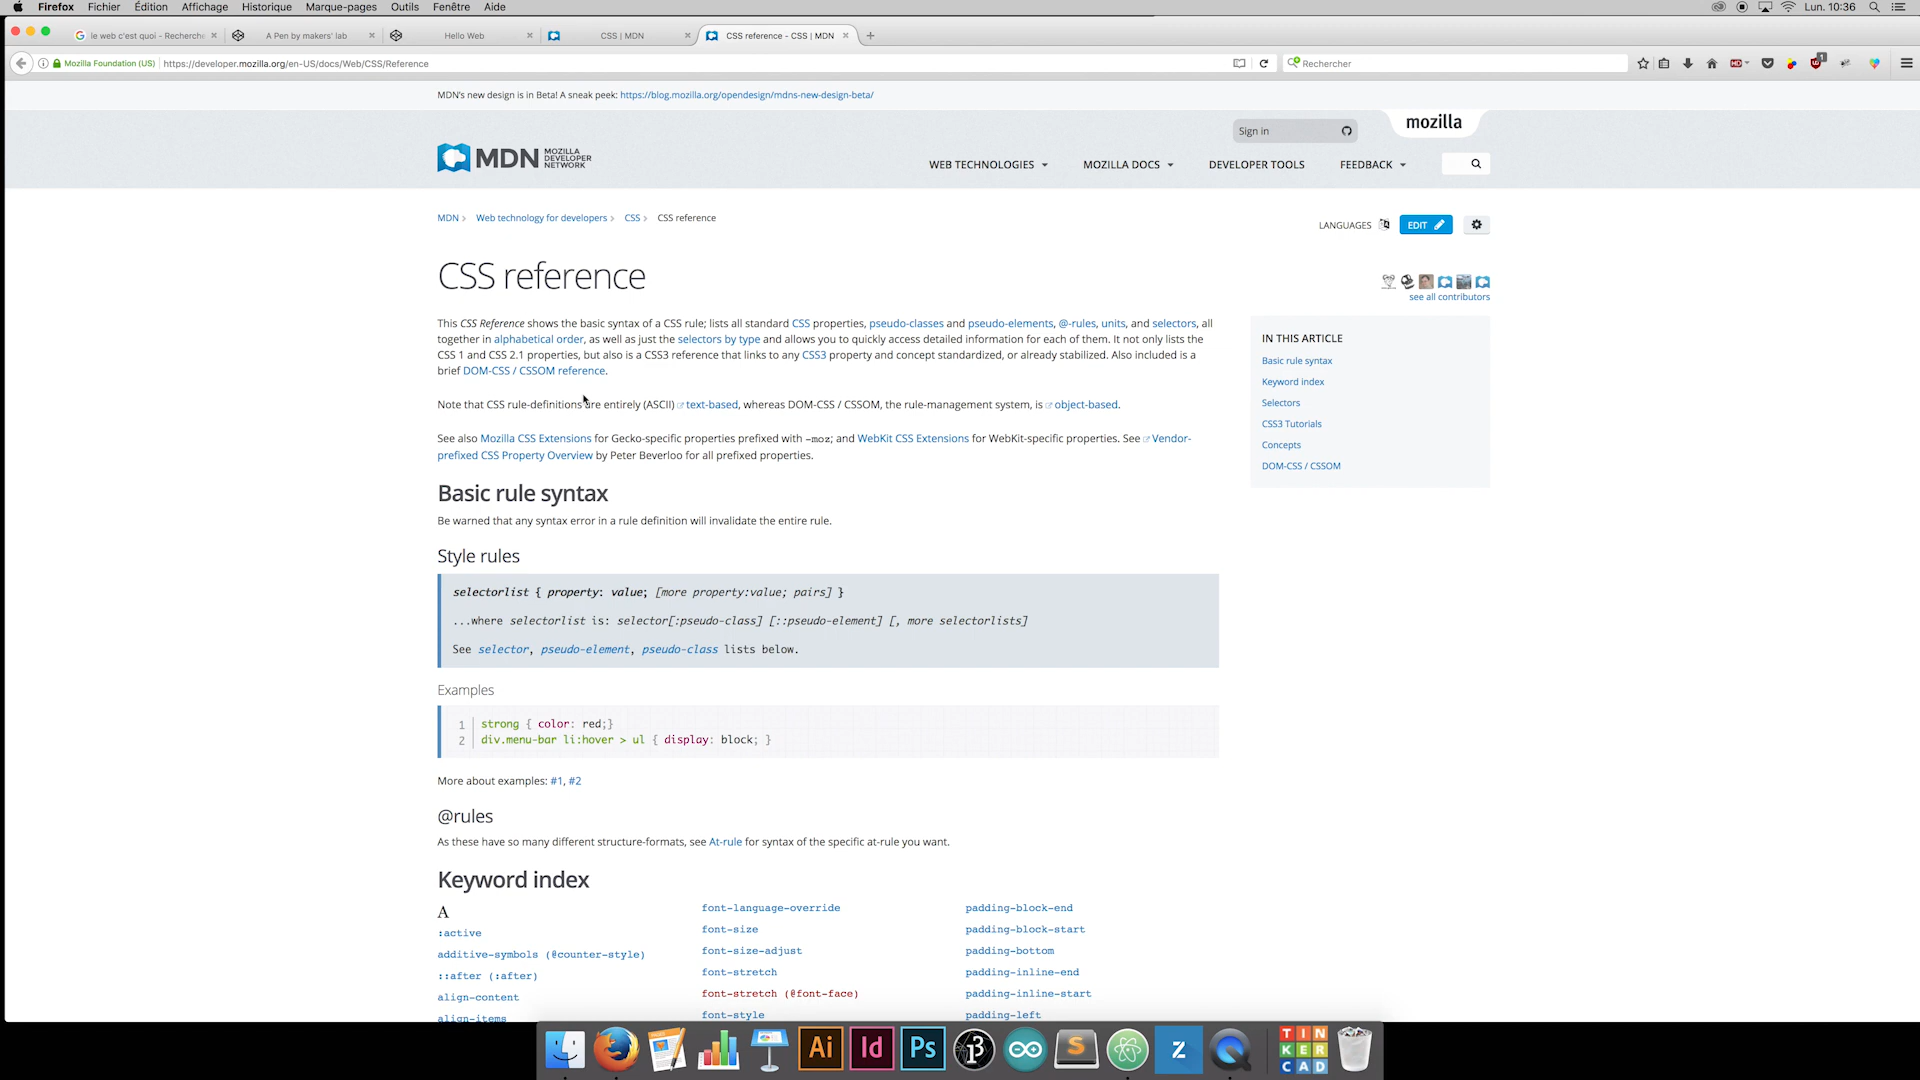 Firefox Fichier Édition Affichage Historique Marque-pages Outils Fenêtre Aide Lun. 10:36
le web c'est quoi - Recherche A Pen by makers' lab Hello Web CSS | MDN CSS reference - CSS | MDN
Mozilla Foundation (US) https://developer.mozilla.org/en-US/docs/Web/CSS/Reference Rechercher
MDN's new design is in Beta! A sneak peek: https://blog.mozilla.org/opendesign/mdns-new-design-beta/
Sign in mozilla
MDN MOZILLA DEVELOPER NETWORK
WEB TECHNOLOGIES MOZILLA DOCS DEVELOPER TOOLS FEEDBACK
MDN Web technology for developers CSS CSS reference
LANGUAGES EDIT
CSS reference
see all contributors
This CSS Reference shows the basic syntax of a CSS rule; lists all standard CSS properties, pseudo-classes and pseudo-elements, @-rules, units, and selectors, all
together in alphabetical order, as well as just the selectors by type and allows you to quickly access detailed information for each of them. It not only lists the
CSS 1 and CSS 2.1 properties, but also is a CSS3 reference that links to any CSS3 property and concept standardized, or already stabilized. Also included is a
brief DOM-CSS / CSSOM reference.
Note that CSS rule-definitions are entirely (ASCII) text-based, whereas DOM-CSS / CSSOM, the rule-management system, is object-based.
See also Mozilla CSS Extensions for Gecko-specific properties prefixed with -moz; and WebKit CSS Extensions for WebKit-specific properties. See Vendor-
prefixed CSS Property Overview by Peter Beverloo for all prefixed properties.
IN THIS ARTICLE
Basic rule syntax
Keyword index
Selectors
CSS3 Tutorials
Concepts
DOM-CSS / CSSOM
Basic rule syntax
Be warned that any syntax error in a rule definition will invalidate the entire rule.
Style rules
selectorlist { property: value; [more property:value; pairs] }
...where selectorlist is: selector[:pseudo-class] [::pseudo-element] [, more selectorlists]
See selector, pseudo-element, pseudo-class lists below.
Examples
1 strong { color: red;}
2 div.menu-bar li:hover > ul { display: block; }
More about examples: #1, #2
@rules
As these have so many different structure-formats, see At-rule for syntax of the specific at-rule you want.
Keyword index
A
:active
additive-symbols (@counter-style)
::after (:after)
align-content
align-items
font-language-override
font-size
font-size-adjust
font-stretch
font-stretch (@font-face)
font-style
padding-block-end
padding-block-start
padding-bottom
padding-inline-end
padding-inline-start
padding-left
Ai Id Ps S Z
TIN
KER
CAD